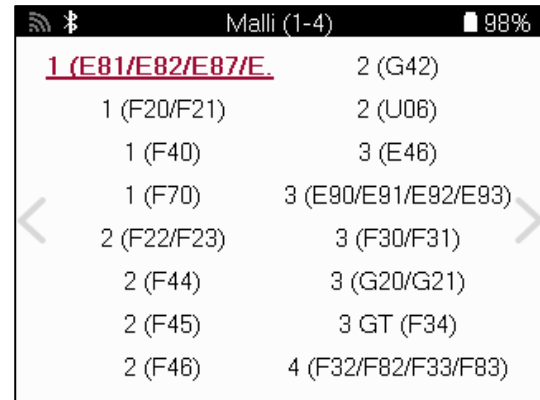 Malli (1-4) 98%
1 (E81/E82/E87/E.
1 (F20/F21)
1 (F40)
1 (F70)
2 (F22/F23)
2 (F44)
2 (F45)
2 (F46)
2 (G42)
2 (U06)
3 (E46)
3 (E90/E91/E92/E93)
3 (F30/F31)
3 (G20/G21)
3 GT (F34)
4 (F32/F82/F33/F83)